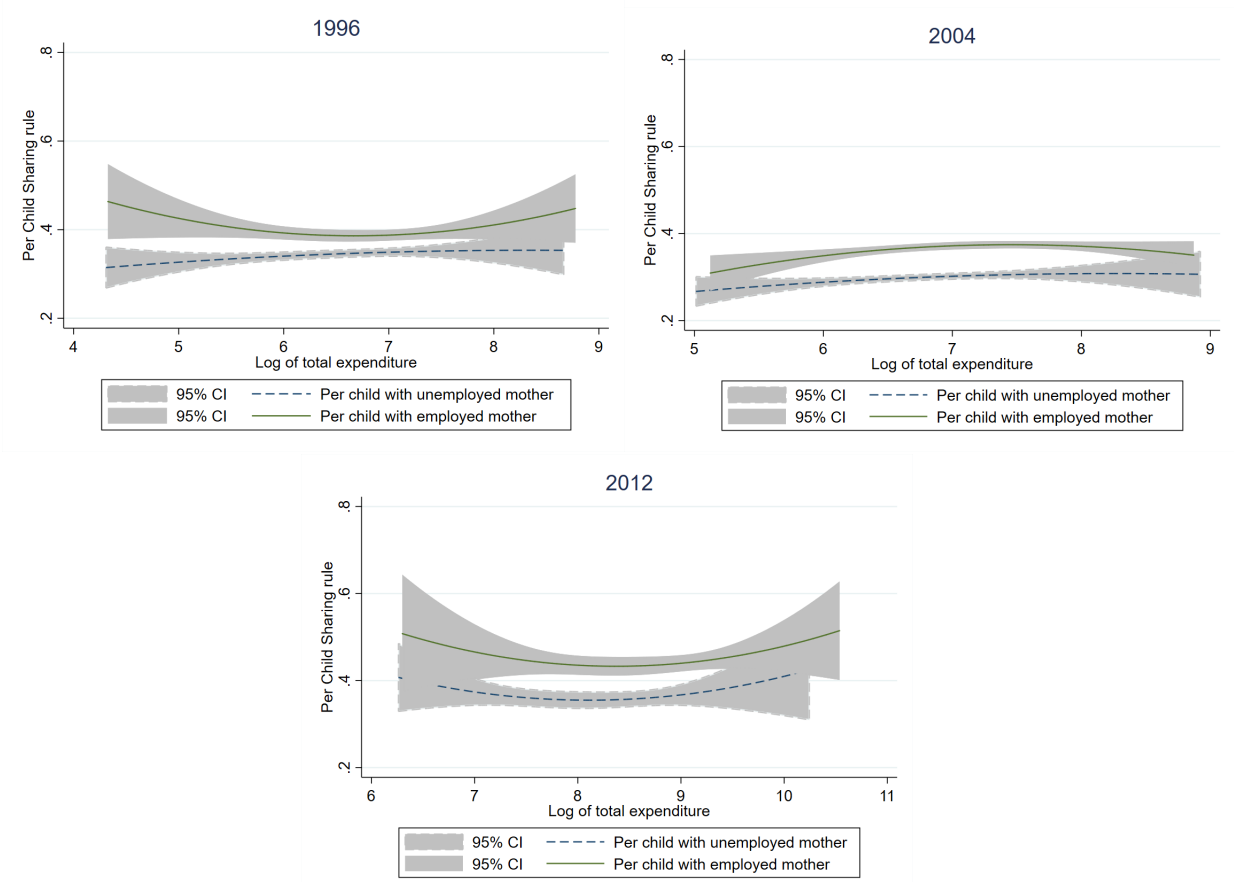 1996
Per Child Sharing rule
.8
.6
.4
.2
4 5 6 7 8 9
Log of total expenditure
95% CI Per child with unemployed mother
95% CI Per child with employed mother
2004
Per Child Sharing rule
.8
.6
.4
.2
5 6 7 8 9
Log of total expenditure
95% CI Per child with unemployed mother
95% CI Per child with employed mother
2012
Per Child Sharing rule
.8
.6
.4
.2
6 7 8 9 10 11
Log of total expenditure
95% CI Per child with unemployed mother
95% CI Per child with employed mother